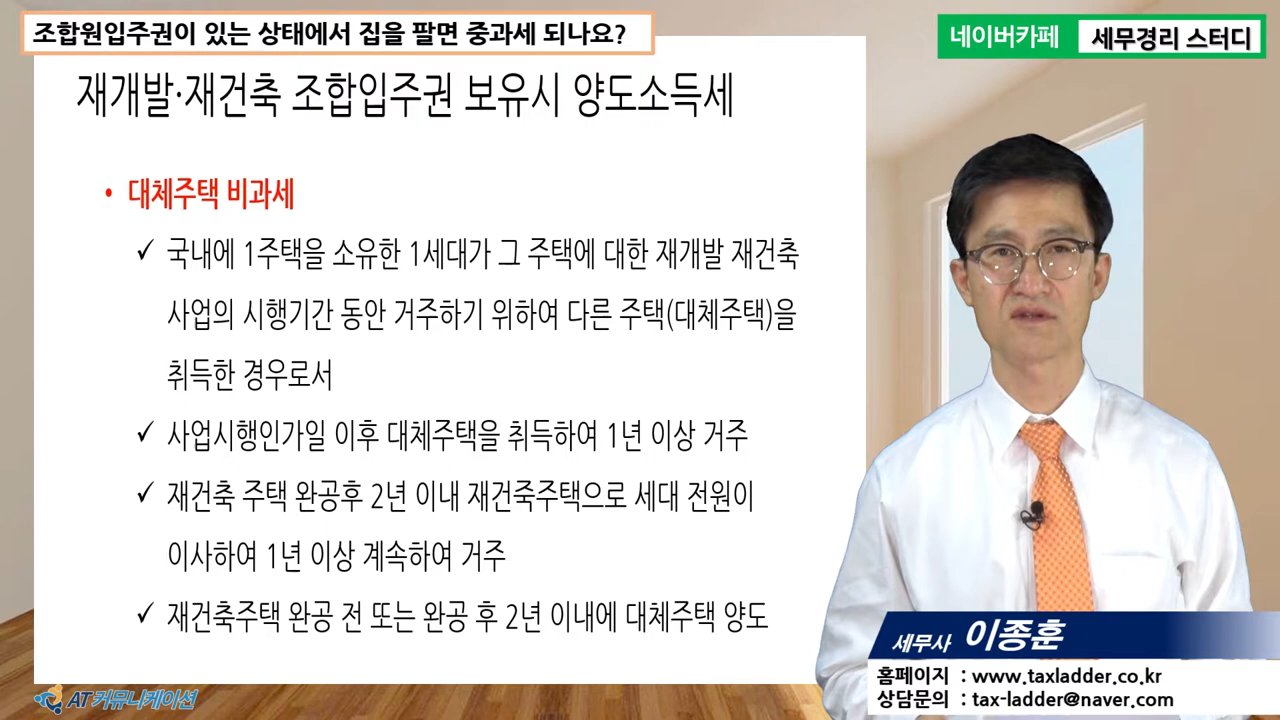 조합원입주권이 있는 상태에서 집을 팔면 중과세 되나요?
네이버카페 세무경리 스터디
재개발·재건축 조합입주권 보유시 양도소득세
• 대체주택 비과세
✓ 국내에 1주택을 소유한 1세대가 그 주택에 대한 재개발 재건축
사업의 시행기간 동안 거주하기 위하여 다른 주택(대체주택)을
취득한 경우로서
✓ 사업시행인가일 이후 대체주택을 취득하여 1년 이상 거주
✓ 재건축 주택 완공후 2년 이내 재건죽주택으로 세대 전원이
이사하여 1년 이상 계속하여 거주
✓ 재건축주택 완공 전 또는 완공 후 2년 이내에 대체주택 양도
세무사 이종훈
홈페이지 : www.taxladder.co.kr
상담문의 : tax-ladder@naver.com
AT커뮤니케이션